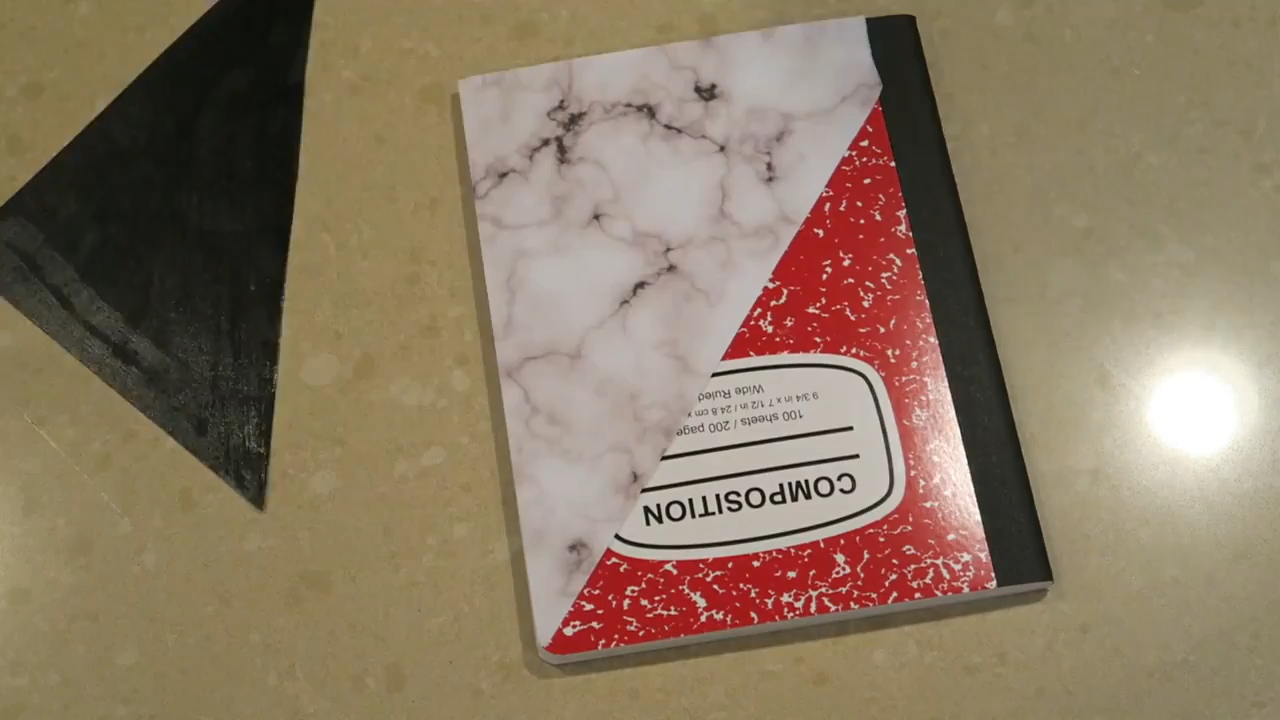 COMPOSITION
100 sheets / 200 page
9 3/4 in x 7 1/2 in / 24.8 cm x
Wide Ruled